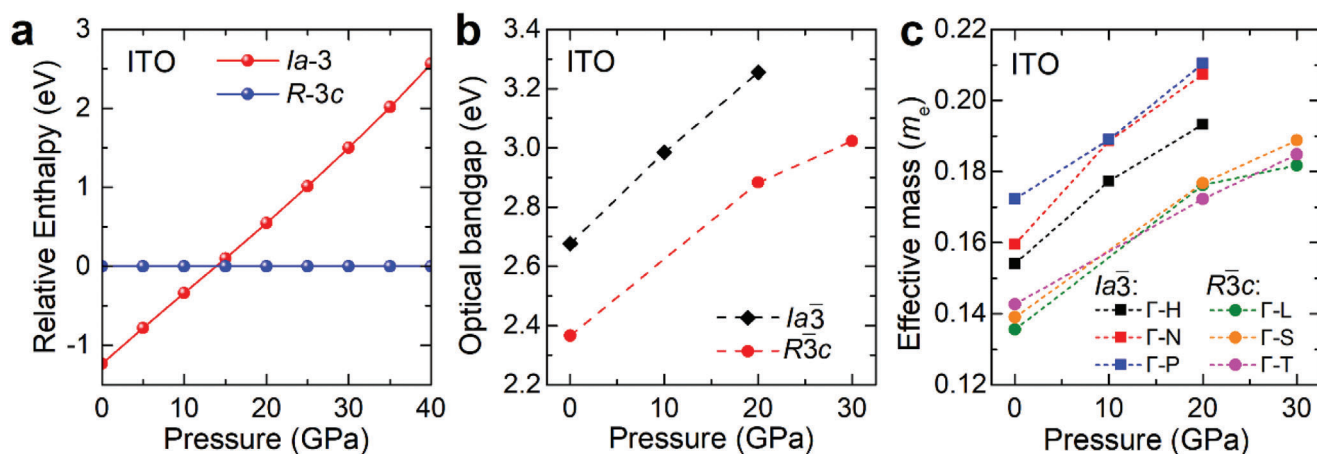 a
ITO
Ia-3
R-3c
Relative Enthalpy (eV)
3
2
1
0
-1
0 10 20 30 40
Pressure (GPa)
b
ITO
Optical bandgap (eV)
3.4
3.2
3.0
2.8
2.6
2.4
2.2
Ia3̅
R3̅c
0 10 20 30
Pressure (GPa)
c
ITO
Effective mass (mₑ)
0.22
0.20
0.18
0.16
0.14
0.12
Ia3̅: R3̅c:
Γ-H Γ-L
Γ-N Γ-S
Γ-P Γ-T
0 10 20 30
Pressure (GPa)